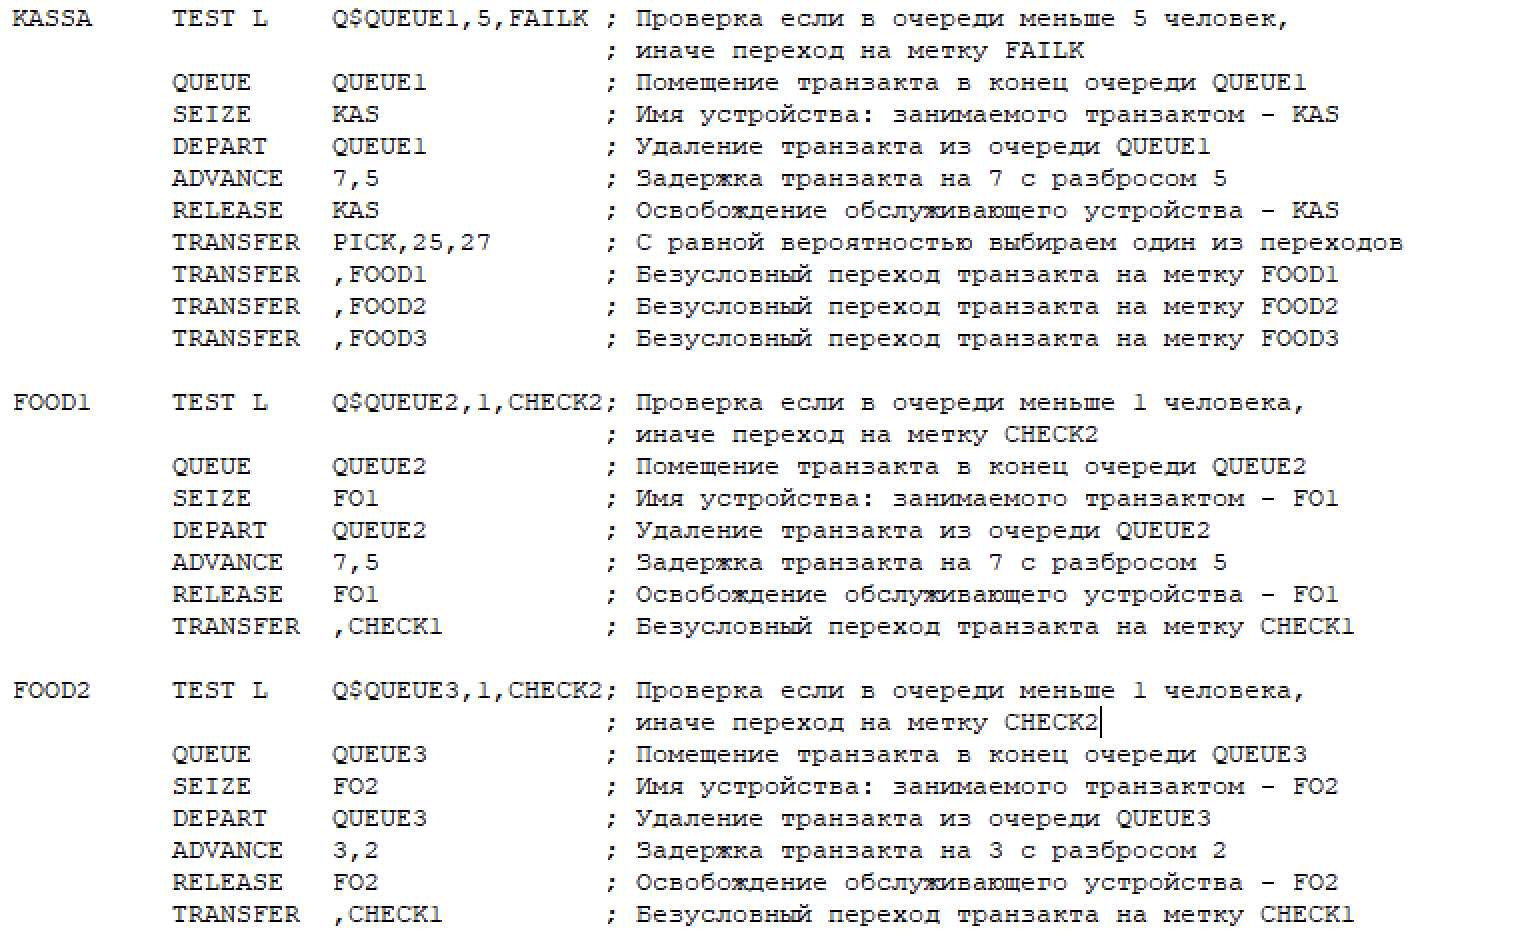 KASSA TEST L Q$QUEUE1,5,FAILK ; Проверка если в очереди меньше 5 человек,
; иначе переход на метку FAILK
QUEUE QUEUE1 ; Помещение транзакта в конец очереди QUEUE1
SEIZE KAS ; Имя устройства: занимаемого транзактом – KAS
DEPART QUEUE1 ; Удаление транзакта из очереди QUEUE1
ADVANCE 7,5 ; Задержка транзакта на 7 с разбросом 5
RELEASE KAS ; Освобождение обслуживающего устройства – KAS
TRANSFER PICK,25,27 ; С равной вероятностью выбираем один из переходов
TRANSFER ,FOOD1 ; Безусловный переход транзакта на метку FOOD1
TRANSFER ,FOOD2 ; Безусловный переход транзакта на метку FOOD2
TRANSFER ,FOOD3 ; Безусловный переход транзакта на метку FOOD3
FOOD1 TEST L Q$QUEUE2,1,CHECK2; Проверка если в очереди меньше 1 человека,
; иначе переход на метку CHECK2
QUEUE QUEUE2 ; Помещение транзакта в конец очереди QUEUE2
SEIZE FO1 ; Имя устройства: занимаемого транзактом – FO1
DEPART QUEUE2 ; Удаление транзакта из очереди QUEUE2
ADVANCE 7,5 ; Задержка транзакта на 7 с разбросом 5
RELEASE FO1 ; Освобождение обслуживающего устройства – FO1
TRANSFER ,CHECK1 ; Безусловный переход транзакта на метку CHECK1
FOOD2 TEST L Q$QUEUE3,1,CHECK2; Проверка если в очереди меньше 1 человека,
; иначе переход на метку CHECK2
QUEUE QUEUE3 ; Помещение транзакта в конец очереди QUEUE3
SEIZE FO2 ; Имя устройства: занимаемого транзактом – FO2
DEPART QUEUE3 ; Удаление транзакта из очереди QUEUE3
ADVANCE 3,2 ; Задержка транзакта на 3 с разбросом 2
RELEASE FO2 ; Освобождение обслуживающего устройства – FO2
TRANSFER ,CHECK1 ; Безусловный переход транзакта на метку CHECK1